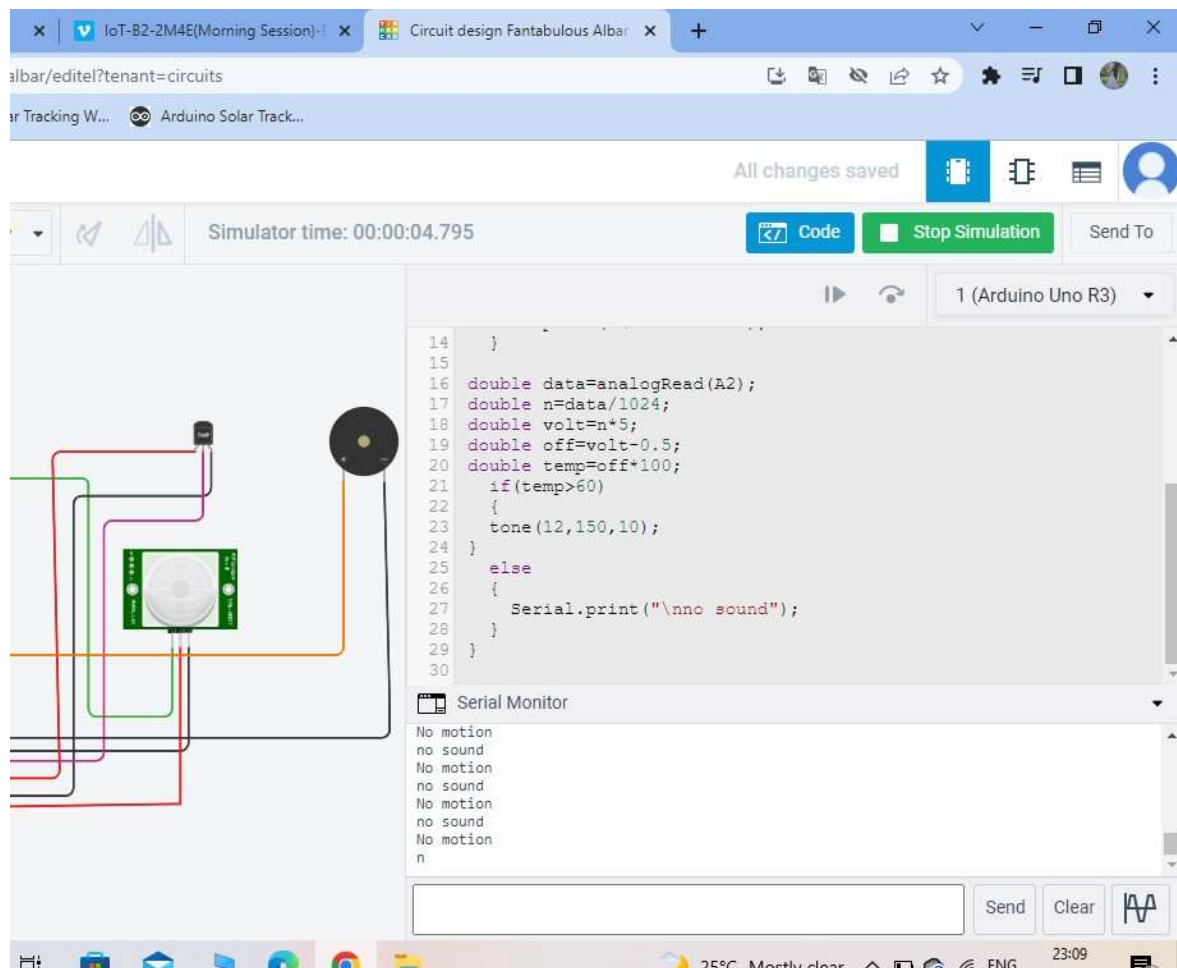 IoT-B2-2M4E(Morning Session)-
Circuit design Fantabulous Albar
albar/editel?tenant=circuits
ar Tracking W...
Arduino Solar Track...
All changes saved
Simulator time: 00:00:04.795
Code
Stop Simulation
Send To
1 (Arduino Uno R3)
14 }
15
16 double data=analogRead(A2);
17 double n=data/1024;
18 double volt=n*5;
19 double off=volt-0.5;
20 double temp=off*100;
21 if(temp>60)
22 {
23 tone(12,150,10);
24 }
25 else
26 {
27 Serial.print("\nno sound");
28 }
29 }
30
Serial Monitor
No motion
no sound
No motion
no sound
No motion
no sound
No motion
n
Send
Clear
25°C Mostly clear
ENG
23:09